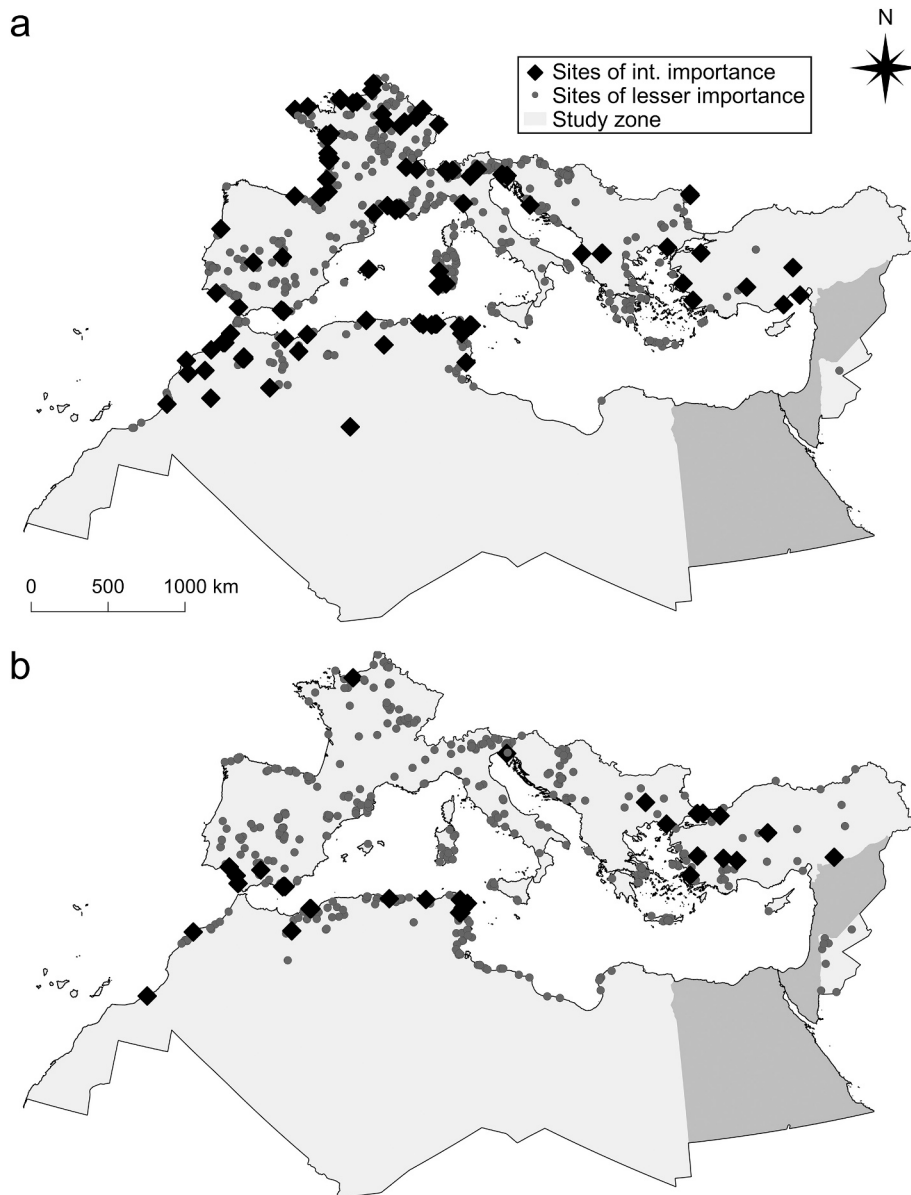 a
N
Sites of int. importance
Sites of lesser importance
Study zone
0 500 1000 km
b